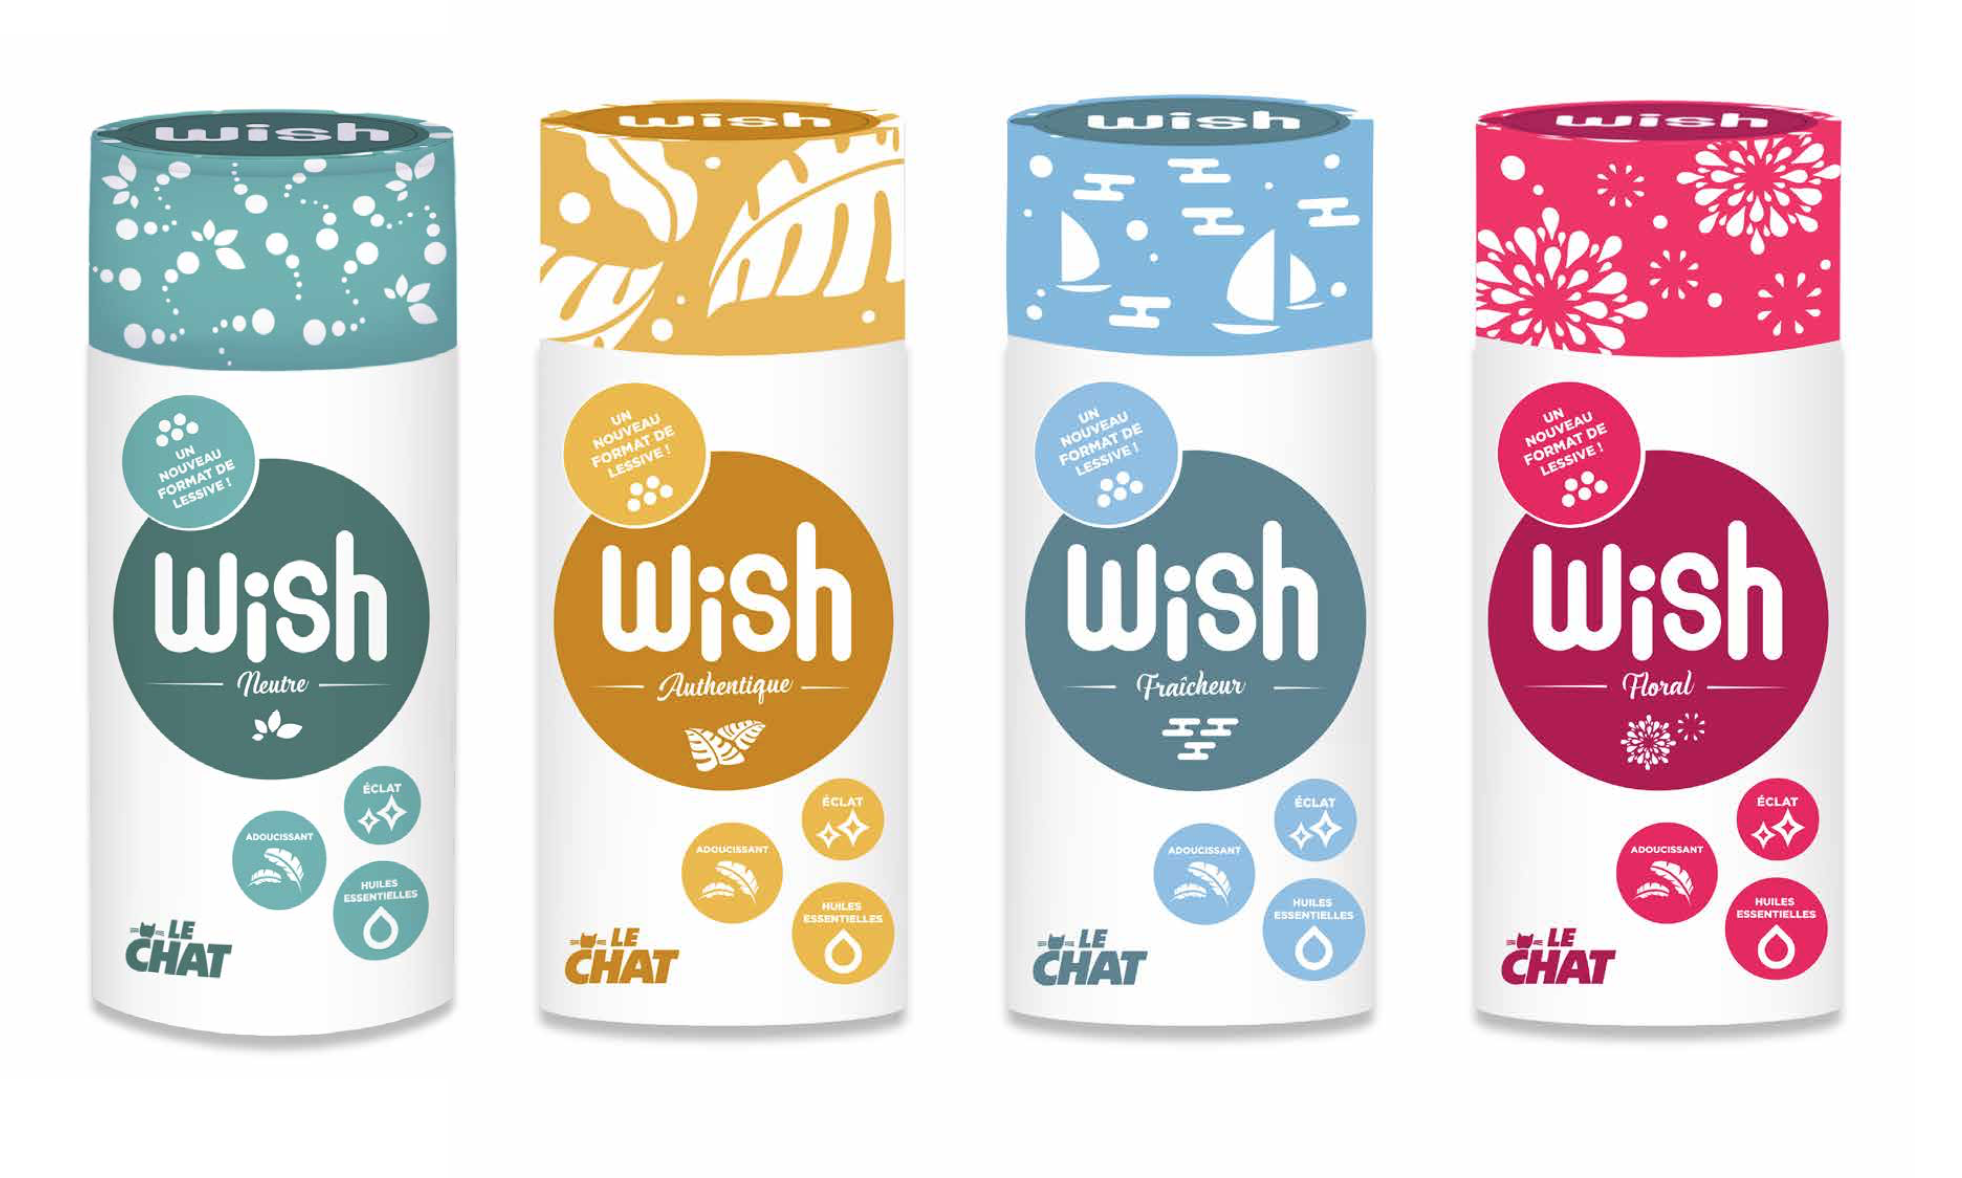 wish
UN
NOUVEAU
FORMAT DE
LESSIVE !
wish
Neutre
ÉCLAT
ADOUCISSANT
HUILES
ESSENTIELLES
LE
CHAT
wish
UN
NOUVEAU
FORMAT DE
LESSIVE !
wish
Authentique
ÉCLAT
ADOUCISSANT
HUILES
ESSENTIELLES
LE
CHAT
wish
UN
NOUVEAU
FORMAT DE
LESSIVE !
wish
Fraîcheur
ÉCLAT
ADOUCISSANT
HUILES
ESSENTIELLES
LE
CHAT
wish
UN
NOUVEAU
FORMAT DE
LESSIVE !
wish
Floral
ÉCLAT
ADOUCISSANT
HUILES
ESSENTIELLES
LE
CHAT